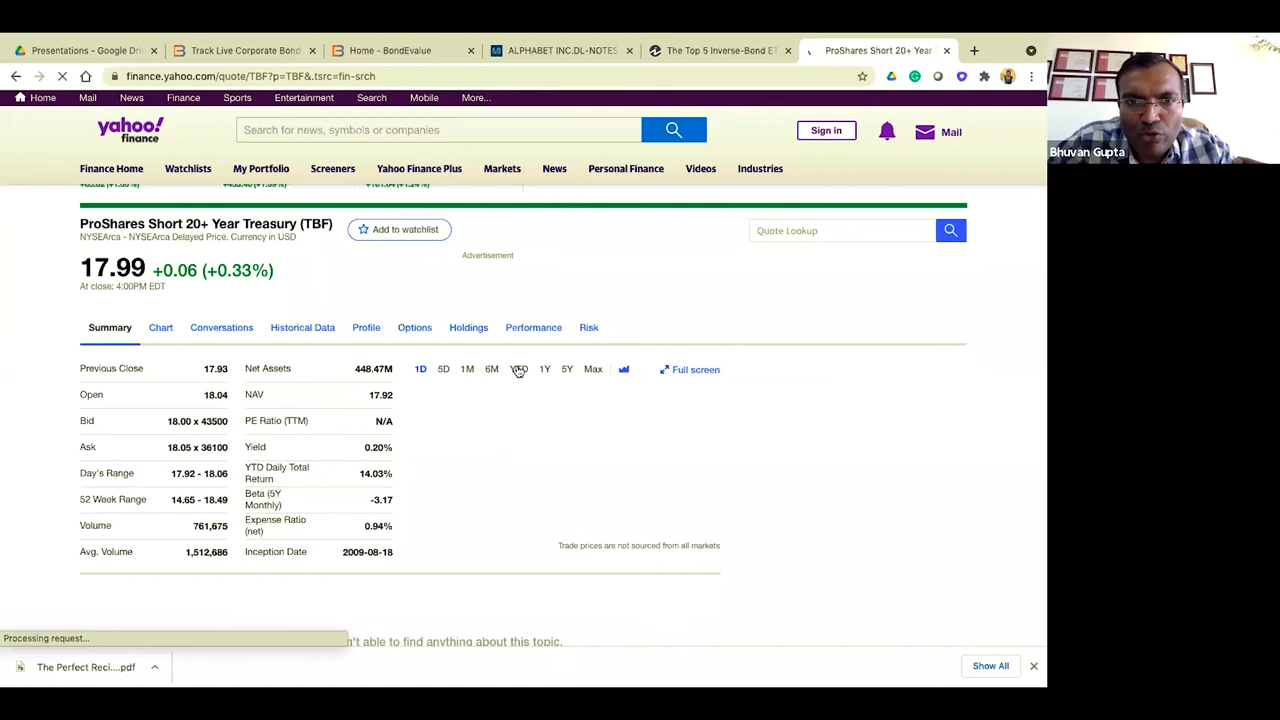 Presentations - Google Dri
Track Live Corporate Bond
Home - BondEvalue
ALPHABET INC.DL-NOTES
The Top 5 Inverse-Bond ET
ProShares Short 20+ Year T
finance.yahoo.com/quote/TBF?p=TBF&.tsrc=fin-srch
Home Mail News Finance Sports Entertainment Search Mobile More...
yahoo!
finance
Search for news, symbols or companies
Sign in
Mail
Finance Home Watchlists My Portfolio Screeners Yahoo Finance Plus Markets News Personal Finance Videos Industries
Bhuvan Gupta
ProShares Short 20+ Year Treasury (TBF)
NYSEArca - NYSEArca Delayed Price. Currency in USD
Add to watchlist
Quote Lookup
Advertisement
17.99 +0.06 (+0.33%)
At close: 4:00PM EDT
Summary Chart Conversations Historical Data Profile Options Holdings Performance Risk
Previous Close 17.93
Open 18.04
Bid 18.00 x 43500
Ask 18.05 x 36100
Day's Range 17.92 - 18.06
52 Week Range 14.65 - 18.49
Volume 761,675
Avg. Volume 1,512,686
Net Assets 448.47M
NAV 17.92
PE Ratio (TTM) N/A
Yield 0.20%
YTD Daily Total
Return 14.03%
Beta (5Y
Monthly) -3.17
Expense Ratio
(net) 0.94%
Inception Date 2009-08-18
1D 5D 1M 6M YTD 1Y 5Y Max
Full screen
Trade prices are not sourced from all markets
n't able to find anything about this topic.
Processing request...
The Perfect Reci....pdf
Show All